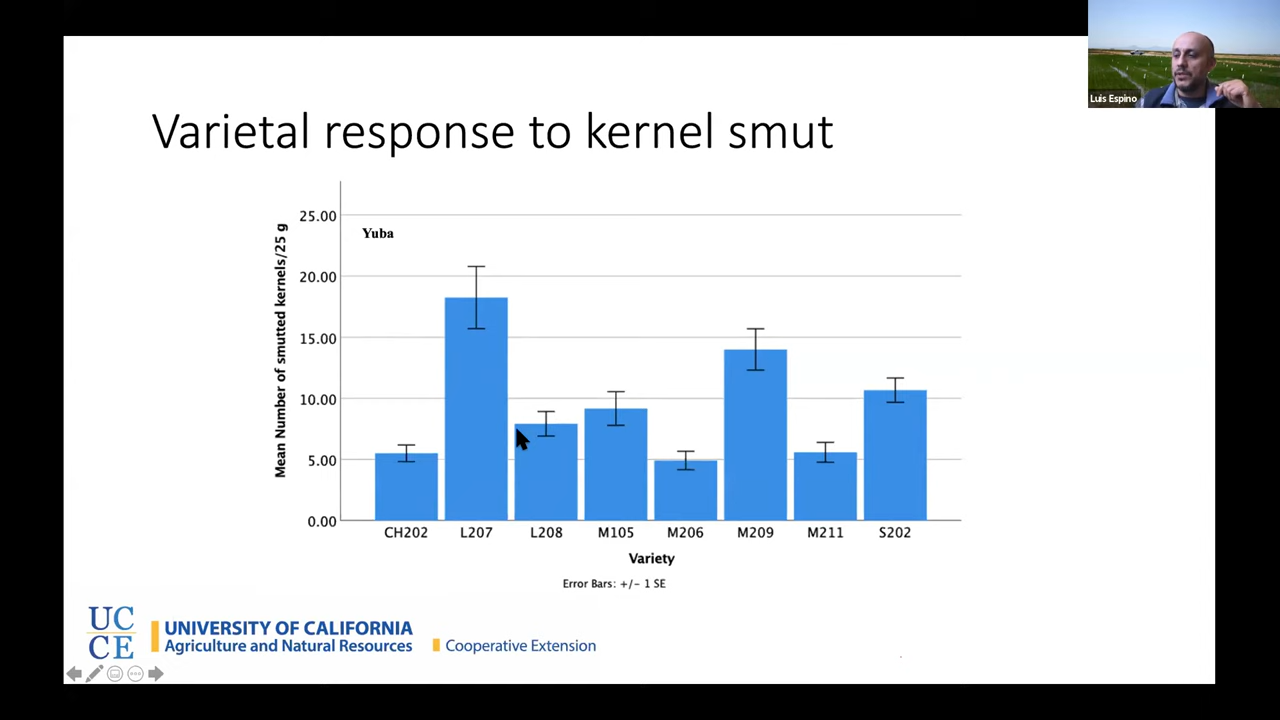 Luis Espino
Varietal response to kernel smut
Mean Number of smutted kernels/25 g
25.00
20.00
15.00
10.00
5.00
0.00
Yuba
CH202 L207 L208 M105 M206 M209 M211 S202
Variety
Error Bars: +/- 1 SE
UC
CE
UNIVERSITY OF CALIFORNIA
Agriculture and Natural Resources
Cooperative Extension